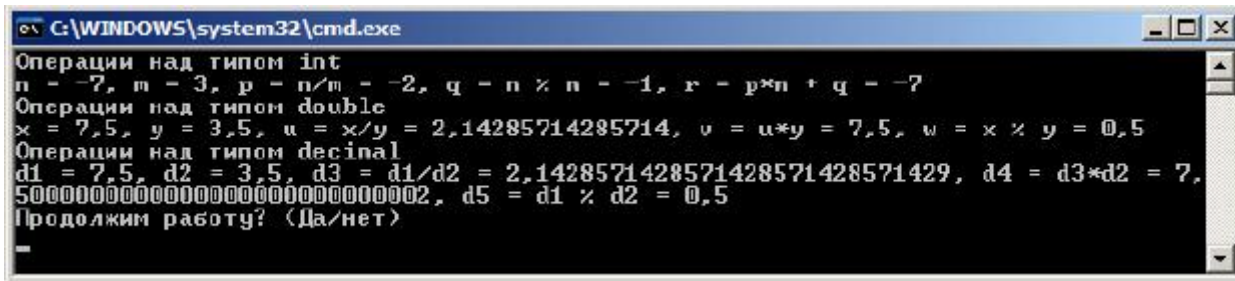 C:\WINDOWS\system32\cmd.exe
Операции над типом int
n = -7, m = 3, p = n/m = -2, q = n % m = -1, r = p*m + q = -7
Операции над типом double
x = 7,5, y = 3,5, u = x/y = 2,14285714285714, v = u*y = 7,5, w = x % y = 0,5
Операции над типом decimal
d1 = 7,5, d2 = 3,5, d3 = d1/d2 = 2,1428571428571428571428571429, d4 = d3*d2 = 7,
5000000000000000000000000002, d5 = d1 % d2 = 0,5
Продолжим работу? (Да/нет)